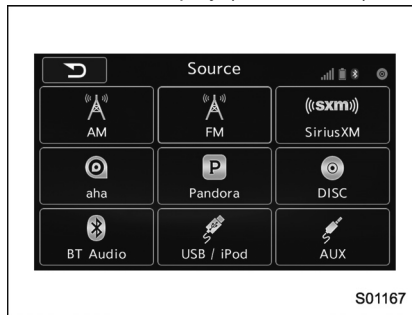 Source
((sxm))
AM
FM
SiriusXM
P
aha
Pandora
DISC
BT Audio
USB / iPod
AUX
S01167